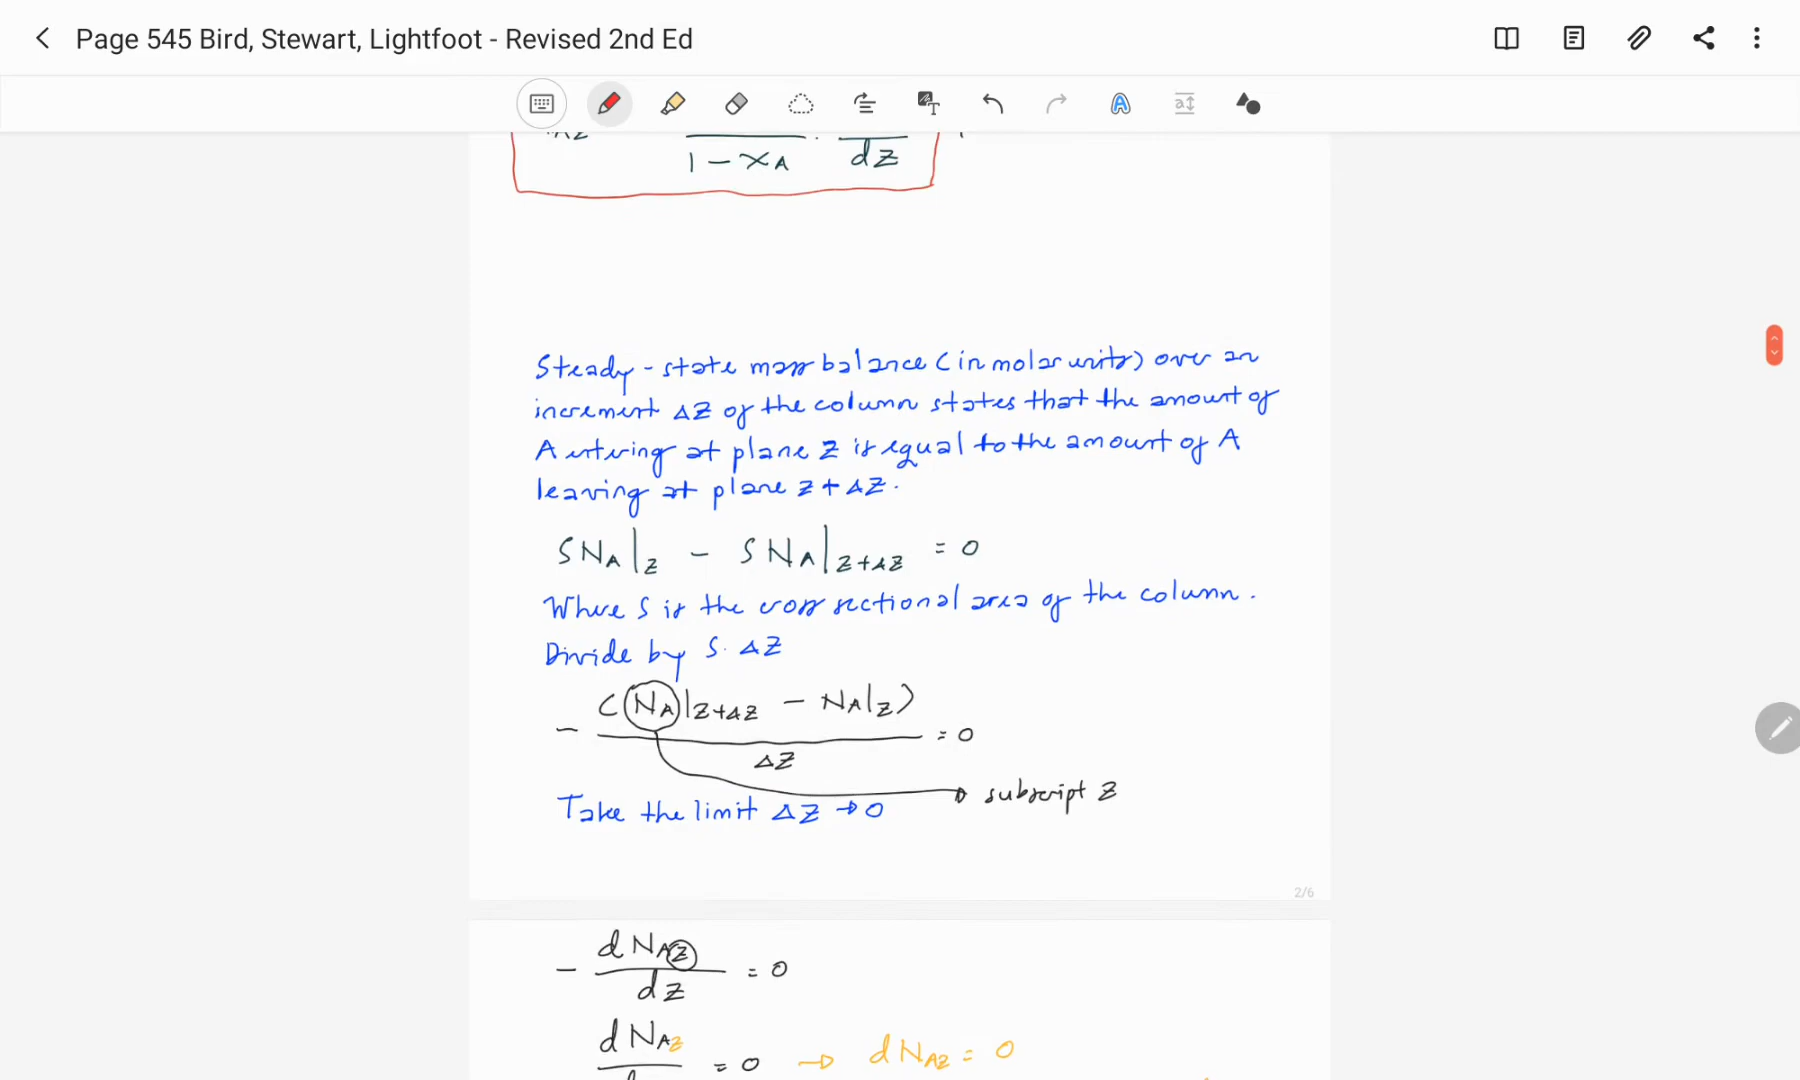 Page 545 Bird, Stewart, Lightfoot - Revised 2nd Ed
1 - xA dz
Steady-state mass balance (in molar units) over an
increment Δz of the column states that the amount of
A entering at plane z is equal to the amount of A
leaving at plane z + Δz.
SNA|z - SNA|z+Δz = 0
Where S is the cross sectional area of the column.
Divide by S. Δz
- (NA|z+Δz - NA|z) / Δz = 0
subscript z
Take the limit Δz → 0
2/6
- dNAz / dz = 0
dNAz = 0 → dNAz = 0